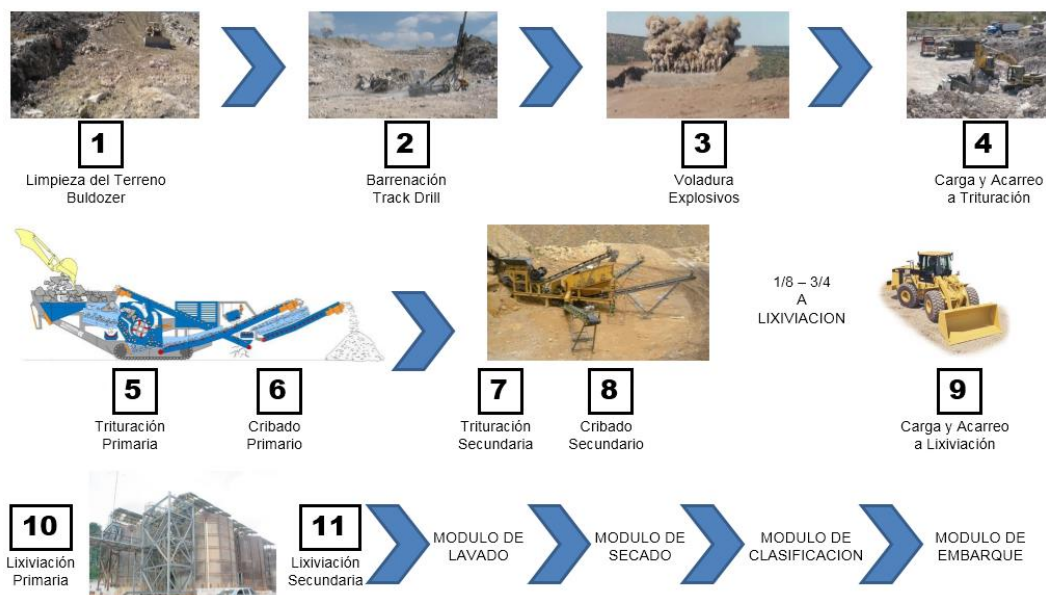 1
Limpieza del Terreno
Buldozer
2
Barrenación
Track Drill
3
Voladura
Explosivos
4
Carga y Acarreo
a Trituración
5
Trituración
Primaria
6
Cribado
Primario
7
Trituración
Secundaria
8
Cribado
Secundario
1/8 – 3/4
A
LIXIVIACION
9
Carga y Acarreo
a Lixiviación
10
Lixiviación
Primaria
11
Lixiviación
Secundaria
MODULO DE
LAVADO
MODULO DE
SECADO
MODULO DE
CLASIFICACION
MODULO DE
EMBARQUE